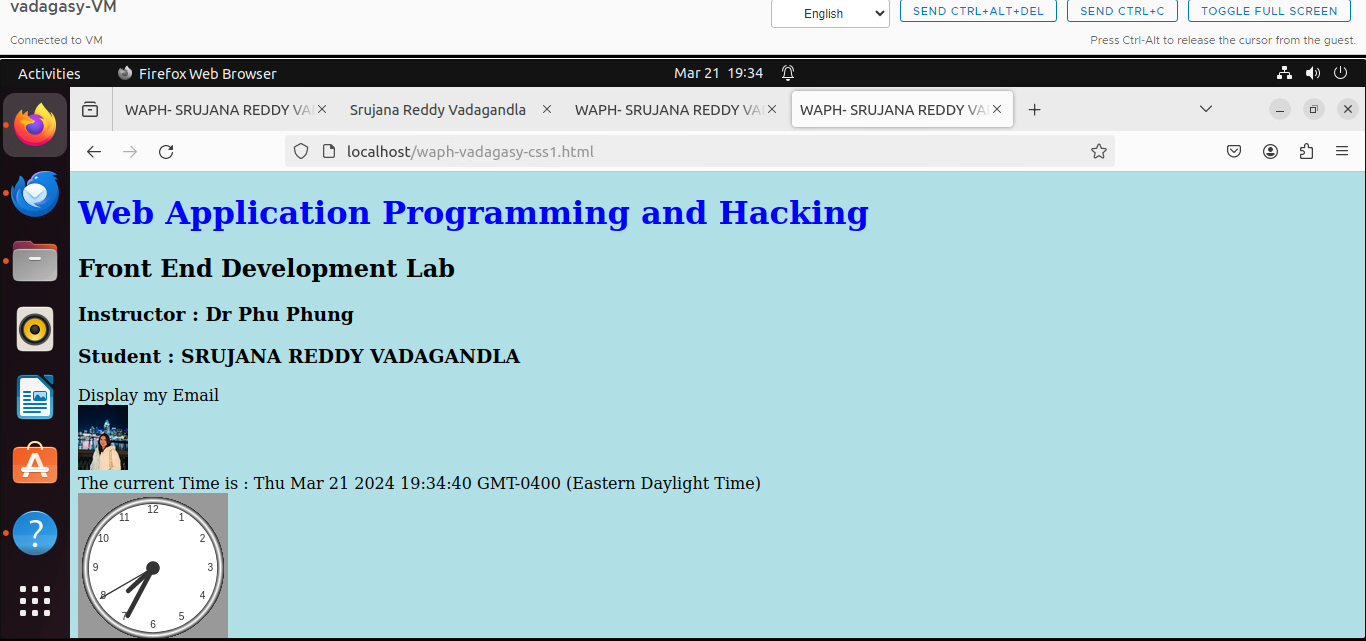 vadagasy-VM
English
SEND CTRL+ALT+DEL
SEND CTRL+C
TOGGLE FULL SCREEN
Connected to VM
Press Ctrl-Alt to release the cursor from the guest.
Activities
Firefox Web Browser
Mar 21 19:34
WAPH- SRUJANA REDDY VA
Srujana Reddy Vadagandla
WAPH- SRUJANA REDDY VA
WAPH- SRUJANA REDDY VA
localhost/waph-vadagasy-css1.html
Web Application Programming and Hacking
Front End Development Lab
Instructor : Dr Phu Phung
Student : SRUJANA REDDY VADAGANDLA
Display my Email
The current Time is : Thu Mar 21 2024 19:34:40 GMT-0400 (Eastern Daylight Time)
12
11 1
10 2
9 3
8 4
7 5
6